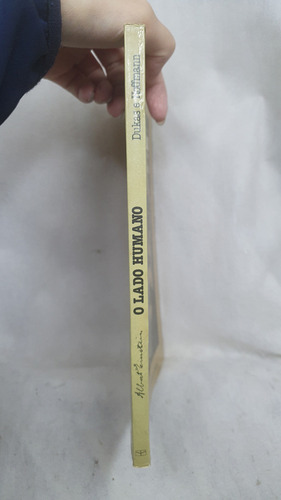 Dukas e Hoffmann
O LADO HUMANO
Albert Einstein